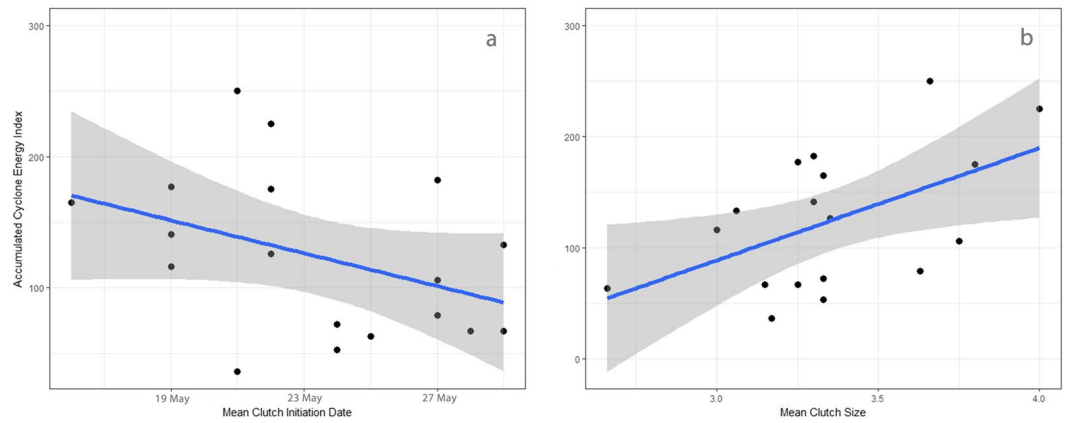 300
200
100
Accumulated Cyclone Energy Index
a
19 May
23 May
27 May
Mean Clutch Initiation Date
300
200
100
0
b
3.0
3.5
4.0
Mean Clutch Size